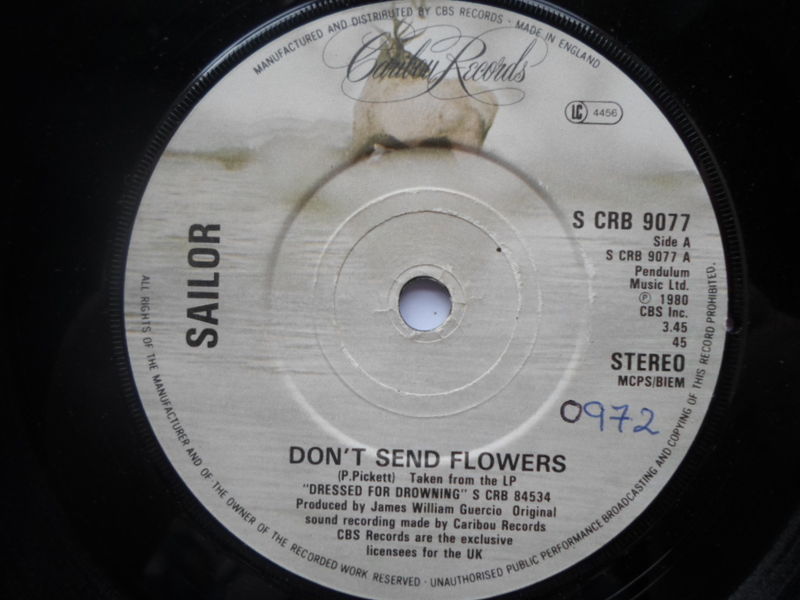 MANUFACTURED AND DISTRIBUTED BY CBS RECORDS · MADE IN ENGLAND
Caribou Records
LC 4456
S CRB 9077
Side A
S CRB 9077 A
Pendulum
Music Ltd.
℗ 1980
CBS Inc.
3.45
45
STEREO
MCPS/BIEM
SAILOR
0972
DON'T SEND FLOWERS
(P.Pickett) Taken from the LP
"DRESSED FOR DROWNING" S CRB 84534
Produced by James William Guercio Original
sound recording made by Caribou Records
CBS Records are the exclusive
licensees for the UK
ALL RIGHTS OF THE MANUFACTURER AND OF THE OWNER OF THE RECORDED WORK RESERVED · UNAUTHORISED PUBLIC PERFORMANCE BROADCASTING AND COPYING OF THIS RECORD PROHIBITED.